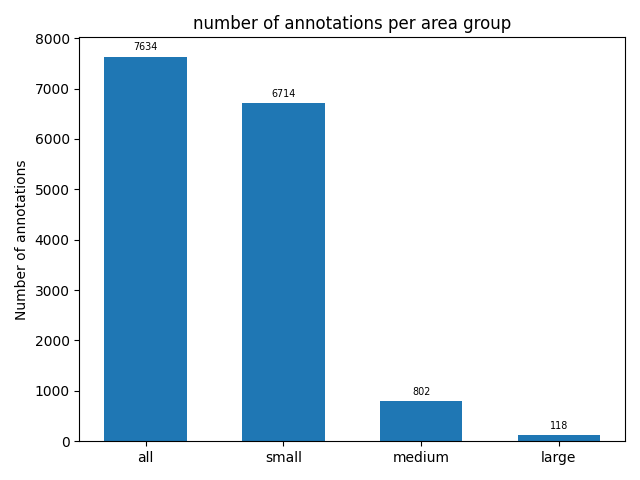 number of annotations per area group
Number of annotations
8000
7000
6000
5000
4000
3000
2000
1000
0
7634
6714
802
118
all
small
medium
large